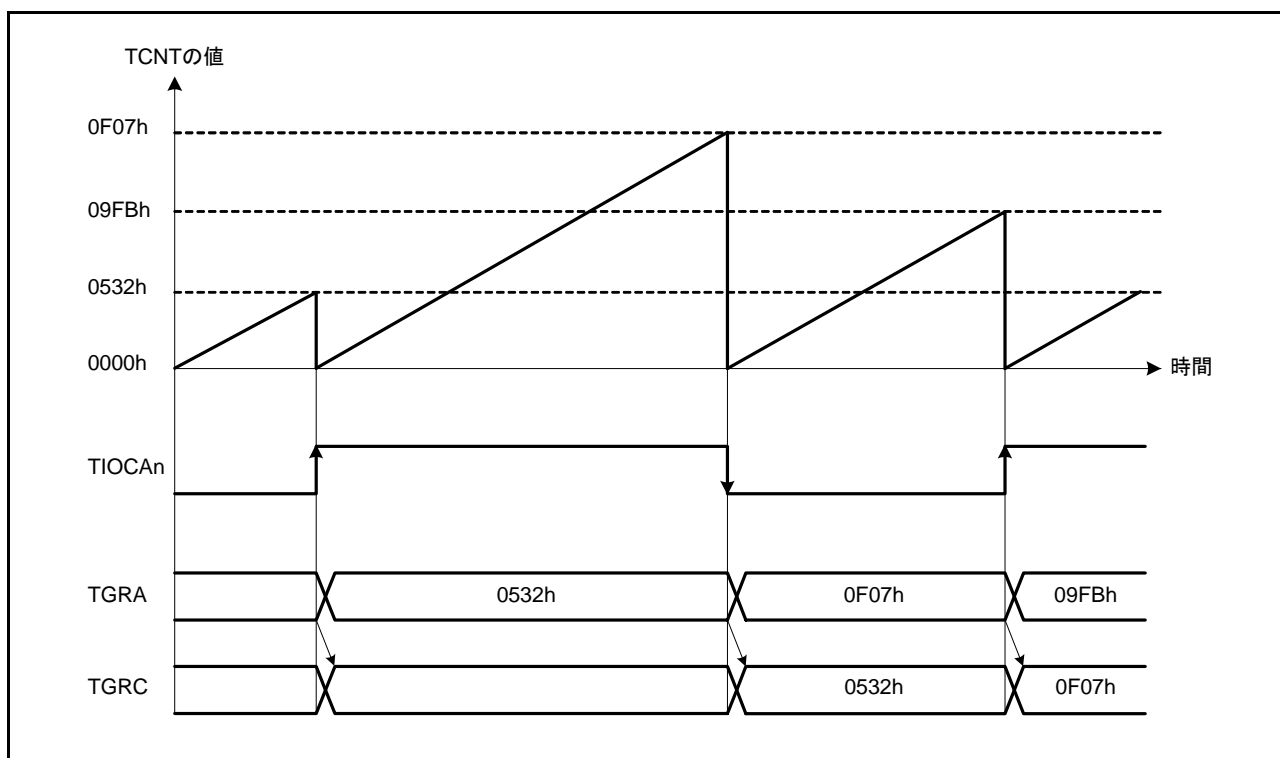 TCNTの値
0F07h
09FBh
0532h
0000h
時間
TIOCAn
TGRA
0532h
0F07h
09FBh
TGRC
0532h
0F07h